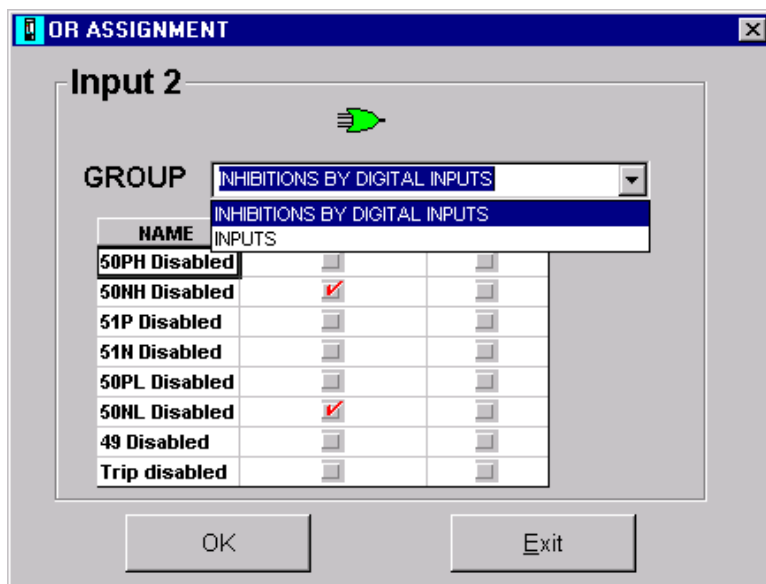 OR ASSIGNMENT
Input 2
GROUP INHIBITIONS BY DIGITAL INPUTS
INHIBITIONS BY DIGITAL INPUTS
NAME INPUTS
50PH Disabled
50NH Disabled
51P Disabled
51N Disabled
50PL Disabled
50NL Disabled
49 Disabled
Trip disabled
OK Exit